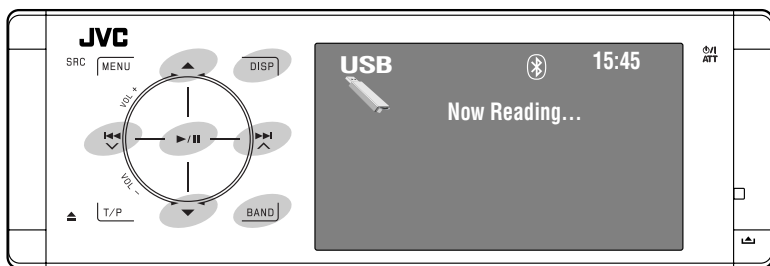 JVC
SRC
MENU
DISP
VOL +
VOL –
T/P
BAND
USB
15:45
Now Reading...
ATT